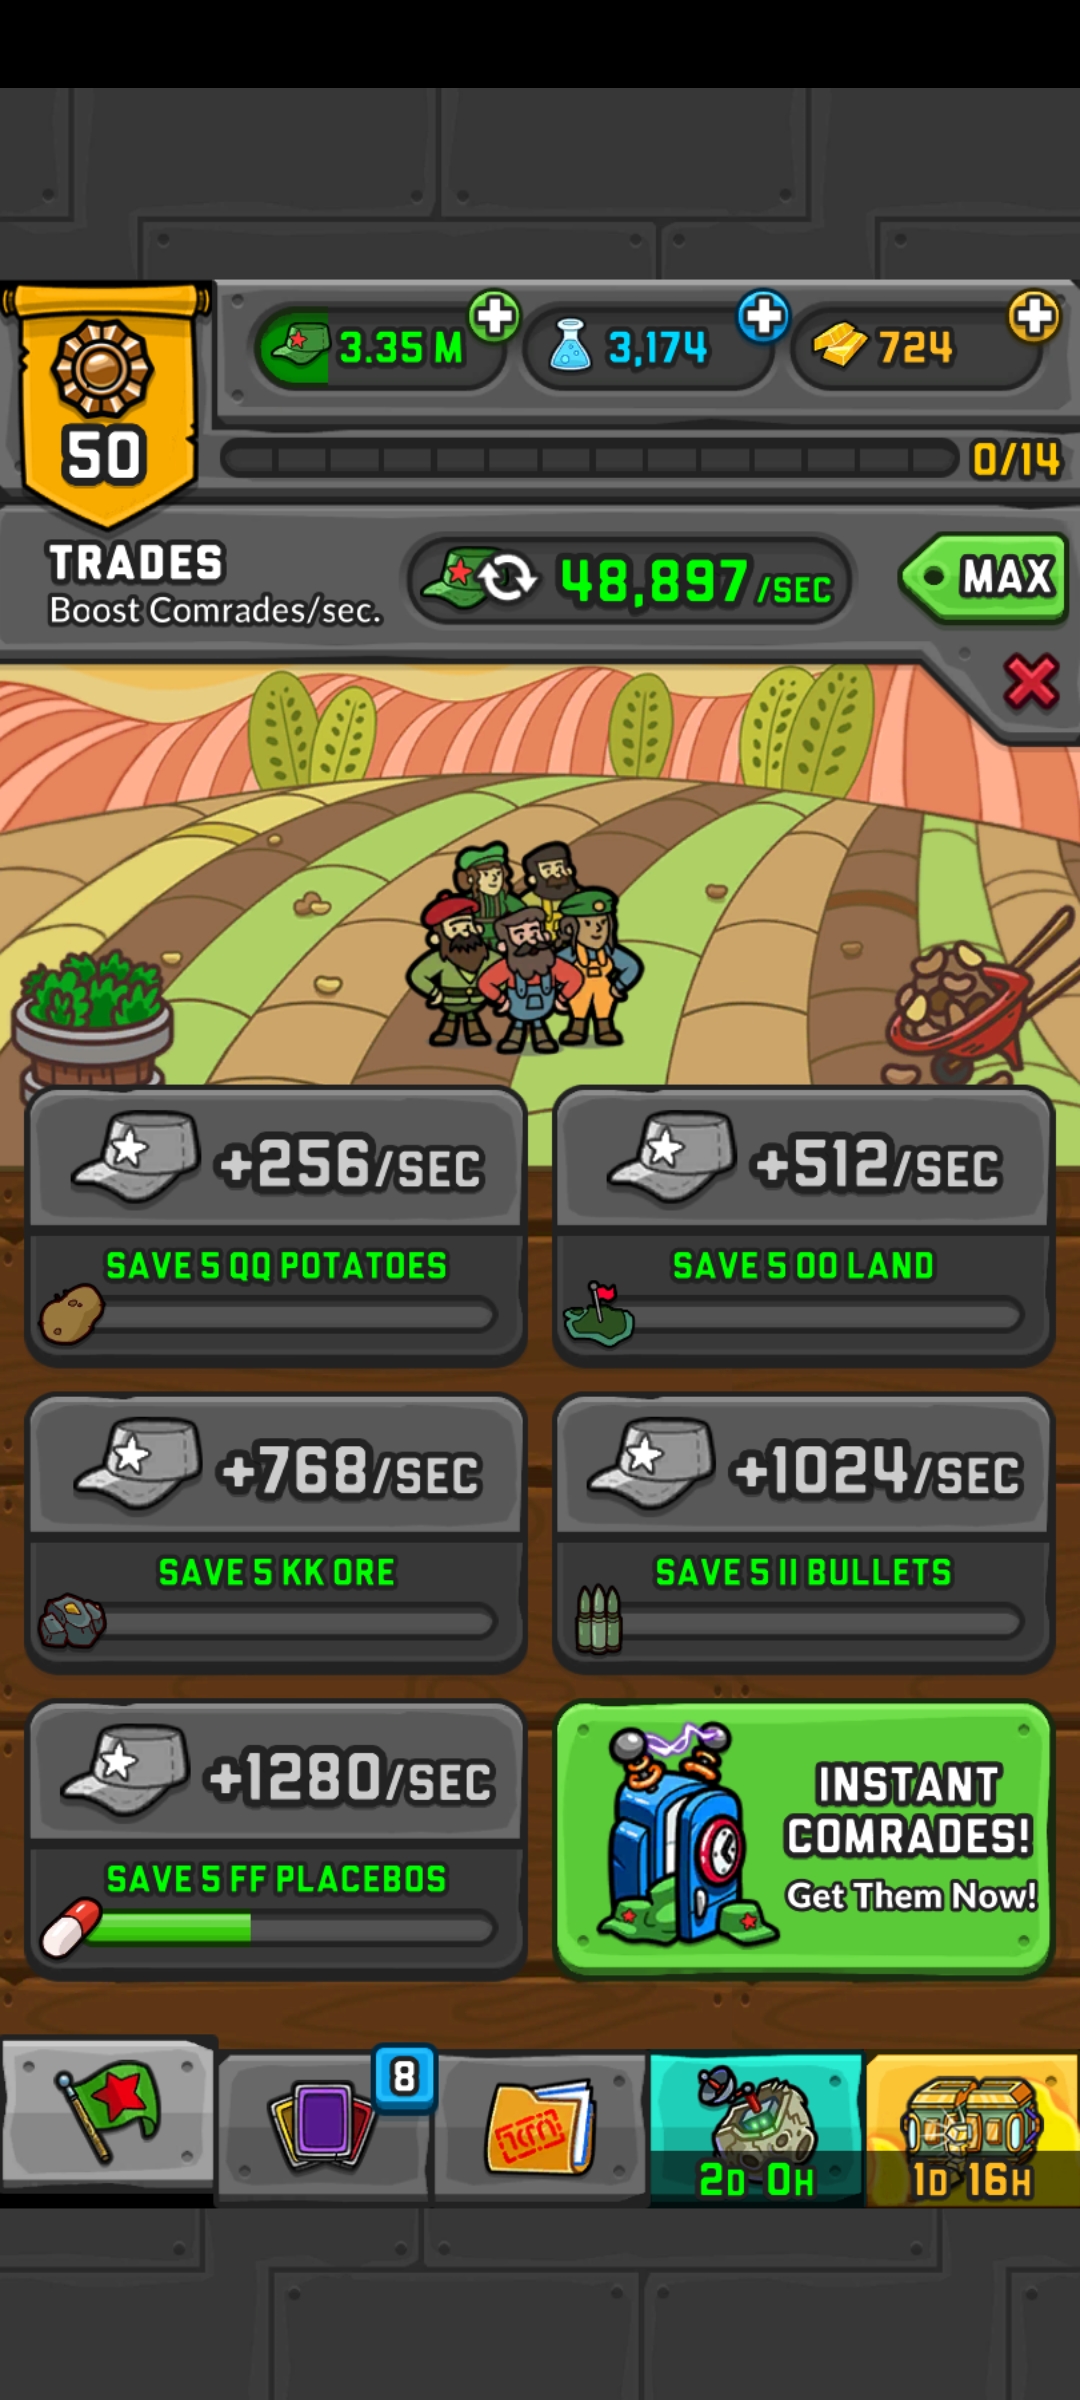 50
3.35 M
3,174
724
0/14
TRADES
Boost Comrades/sec.
48,897/SEC
MAX
+256/SEC
SAVE 5 QQ POTATOES
+512/SEC
SAVE 5 OO LAND
+768/SEC
SAVE 5 KK ORE
+1024/SEC
SAVE 5 II BULLETS
+1280/SEC
SAVE 5 FF PLACEBOS
INSTANT
COMRADES!
Get Them Now!
8
2D 0H
1D 16H